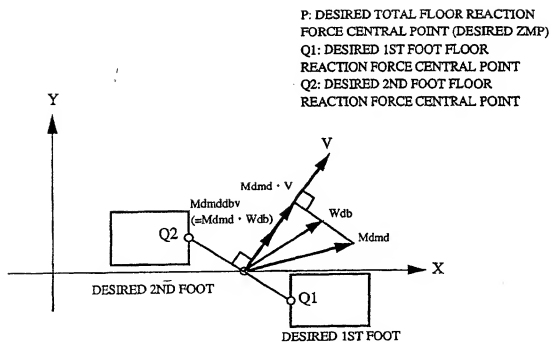 P: DESIRED TOTAL FLOOR REACTION
FORCE CENTRAL POINT (DESIRED ZMP)
Q1: DESIRED 1ST FOOT FLOOR
REACTION FORCE CENTRAL POINT
Q2: DESIRED 2ND FOOT FLOOR
REACTION FORCE CENTRAL POINT
Y
V
Mdmd · V
Mdmddbv
(=Mdmd · Wdb)
Wdb
Mdmd
Q2
X
DESIRED 2ND FOOT
Q1
DESIRED 1ST FOOT